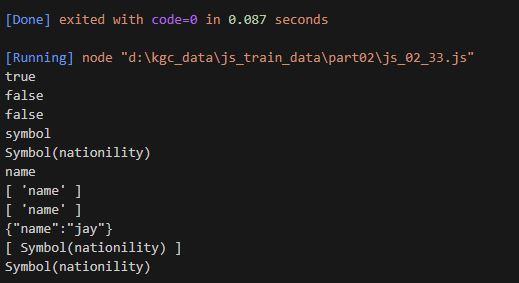 [Done] exited with code=0 in 0.087 seconds
[Running] node "d:\kgc_data\js_train_data\part02\js_02_33.js"
true
false
false
symbol
Symbol(nationility)
name
[ 'name' ]
[ 'name' ]
{"name":"jay"}
[ Symbol(nationility) ]
Symbol(nationility)